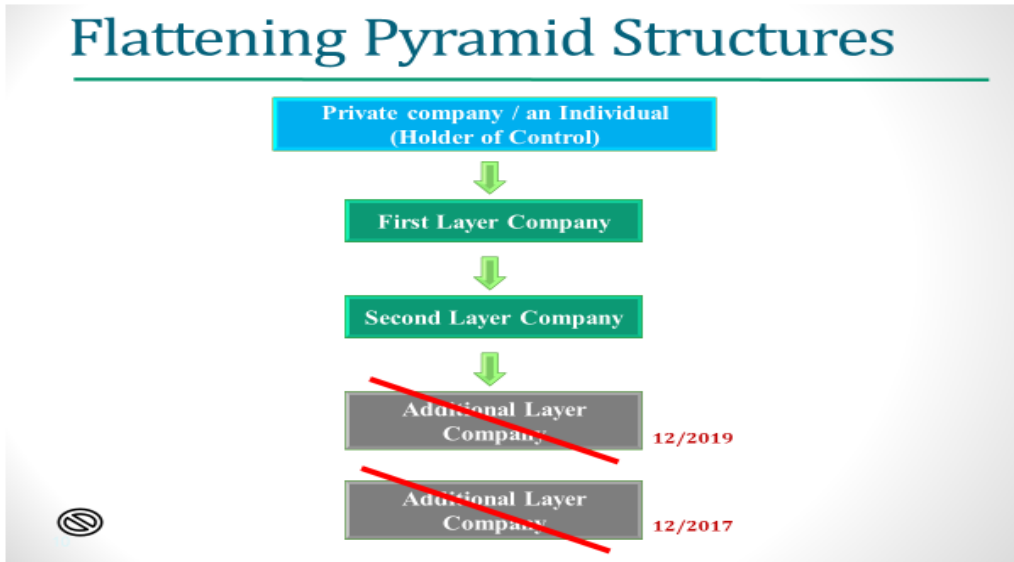 Flattening Pyramid Structures
Private company / an Individual
(Holder of Control)
First Layer Company
Second Layer Company
Additional Layer
Company
12/2019
Additional Layer
Company
12/2017